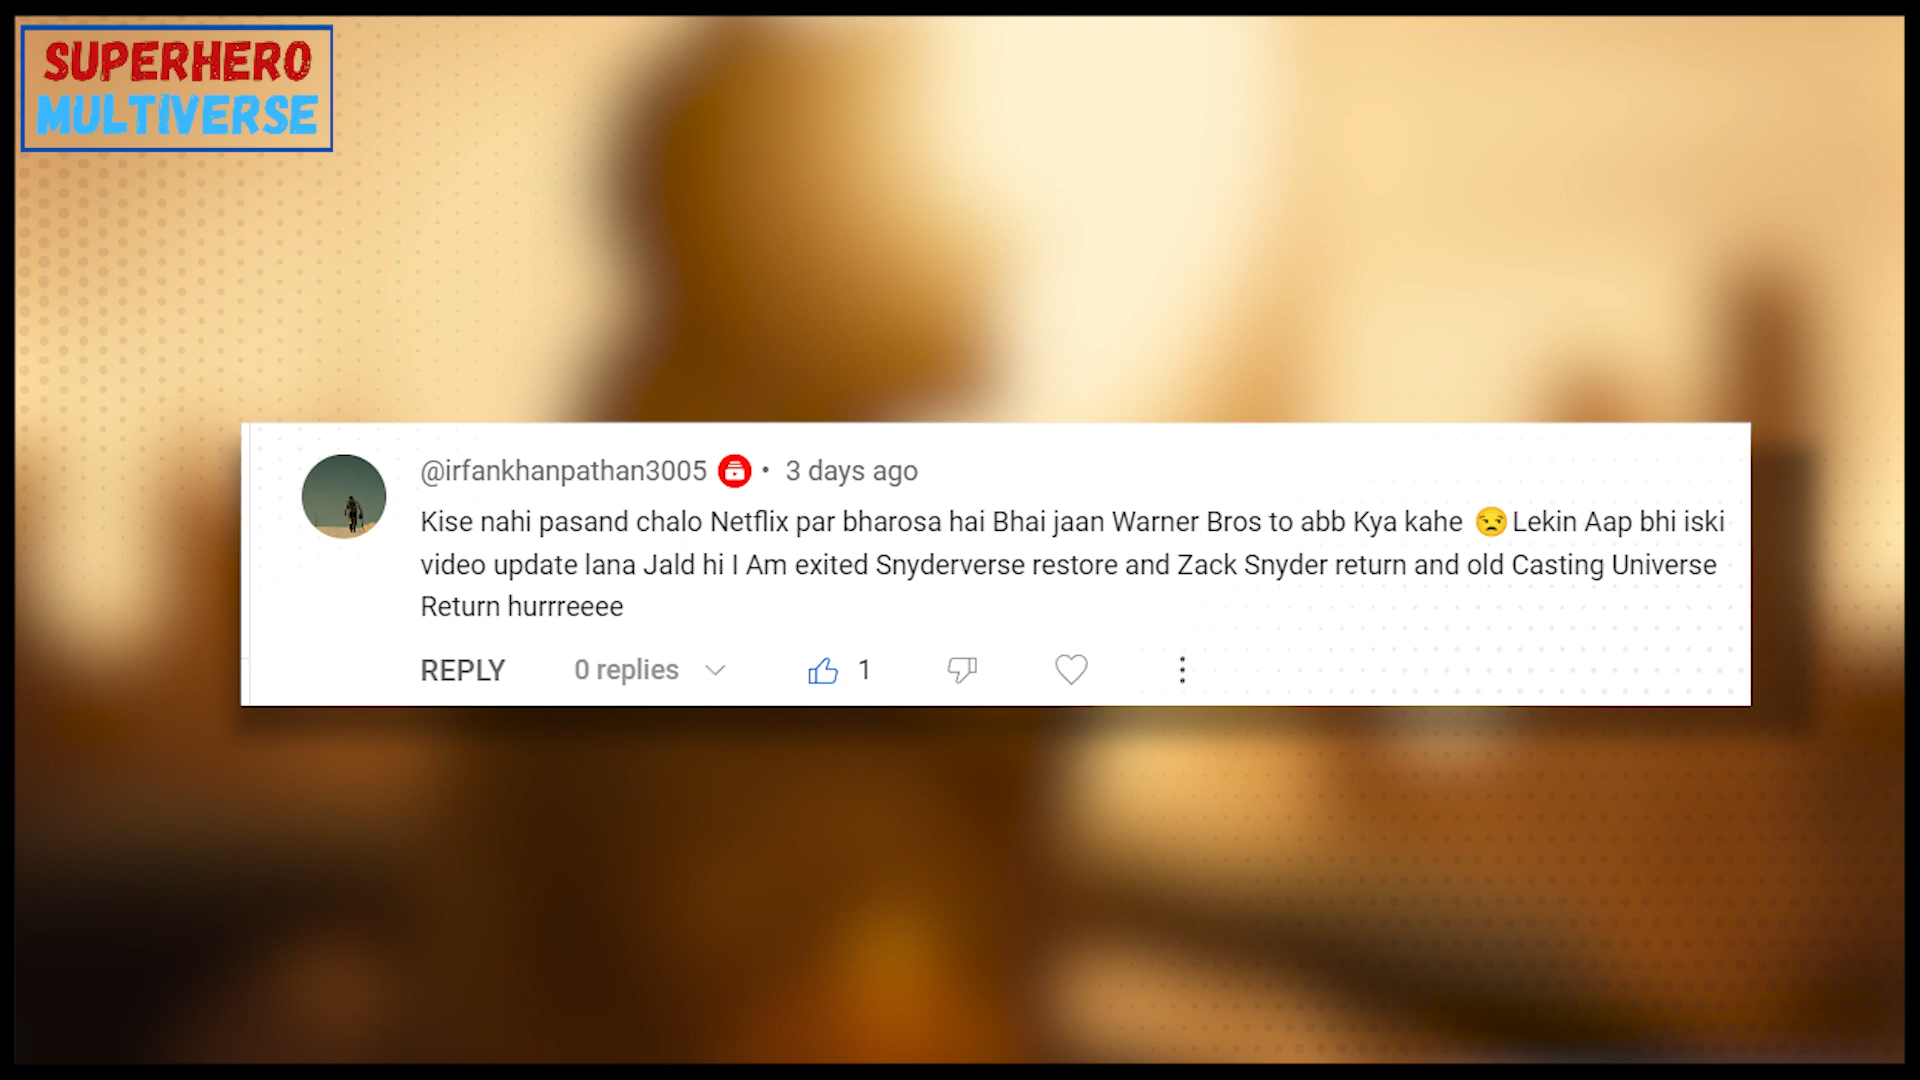 SUPERHERO
MULTIVERSE
@irfankhanpathan3005 • 3 days ago
Kise nahi pasand chalo Netflix par bharosa hai Bhai jaan Warner Bros to abb Kya kahe 😒 Lekin Aap bhi iski
video update lana Jald hi I Am exited Snyderverse restore and Zack Snyder return and old Casting Universe
Return hurrreeee
REPLY 0 replies 1